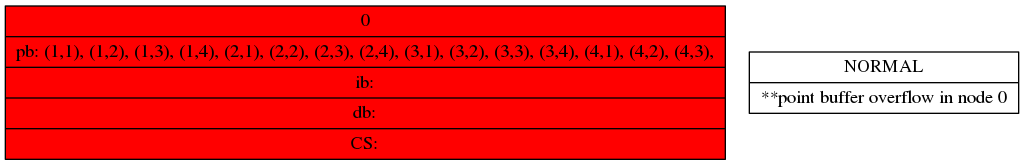 0
pb: (1,1), (1,2), (1,3), (1,4), (2,1), (2,2), (2,3), (2,4), (3,1), (3,2), (3,3), (3,4), (4,1), (4,2), (4,3),
ib:
db:
CS:
NORMAL
**point buffer overflow in node 0